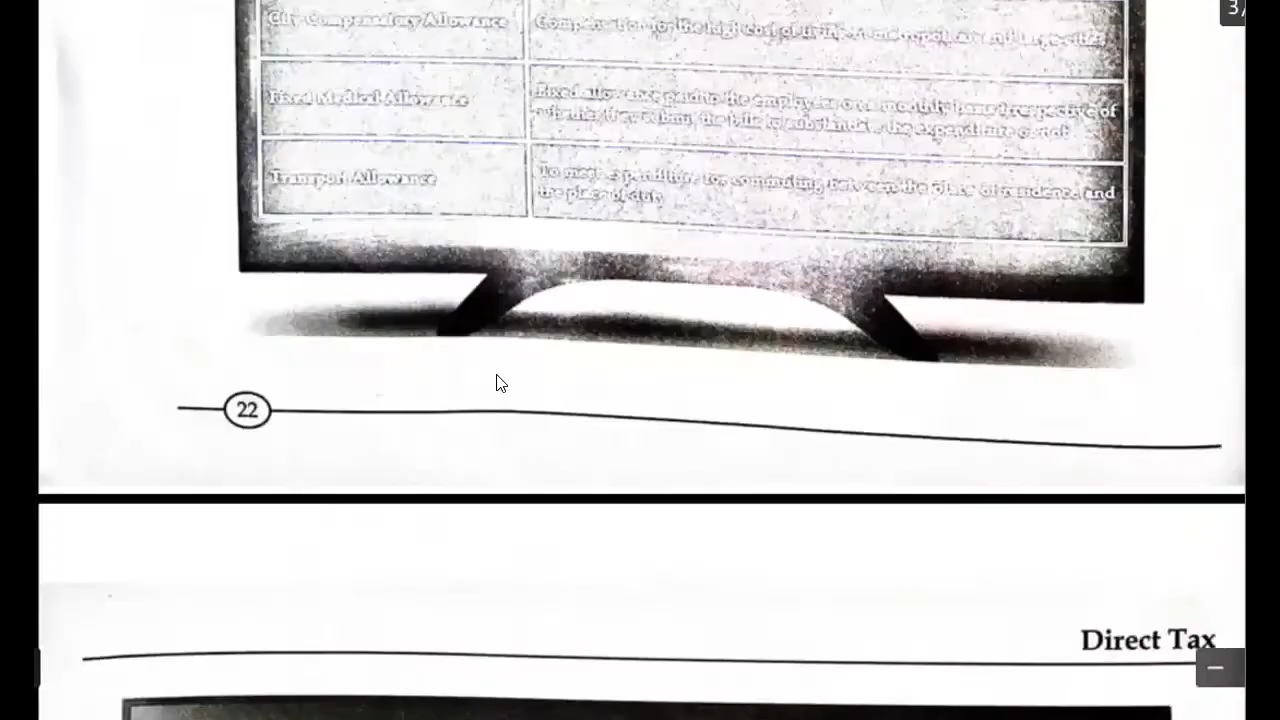 City Compensatory Allowance
Compensation for the high cost of living in metropolitan and large cities
Fixed Medical Allowance
Fixed allowance paid to the employees on a monthly basis irrespective of
whether they submit the bills to substantiate the expenditure or not
Transport Allowance
To meet expenditure for commuting between the place of residence and
the place of duty
22
Direct Tax
3/